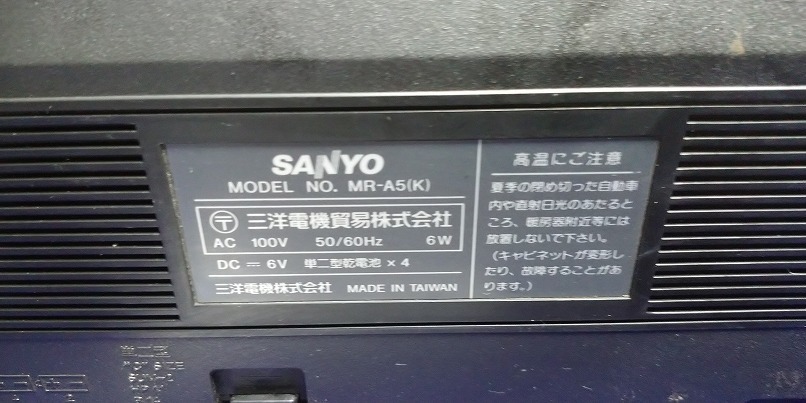 SANYO
MODEL NO. MR-A5(K)
〒 三洋電機貿易株式会社
AC 100V 50/60Hz 6W
DC ⎓ 6V 単二型乾電池 × 4
三洋電機株式会社 MADE IN TAIWAN
高温にご注意
夏季の閉め切った自動車
内や直射日光のあたると
ころ、暖房器附近等には
放置しないで下さい。
(キャビネットが変形し
たり、故障することがあ
ります。)
単二型